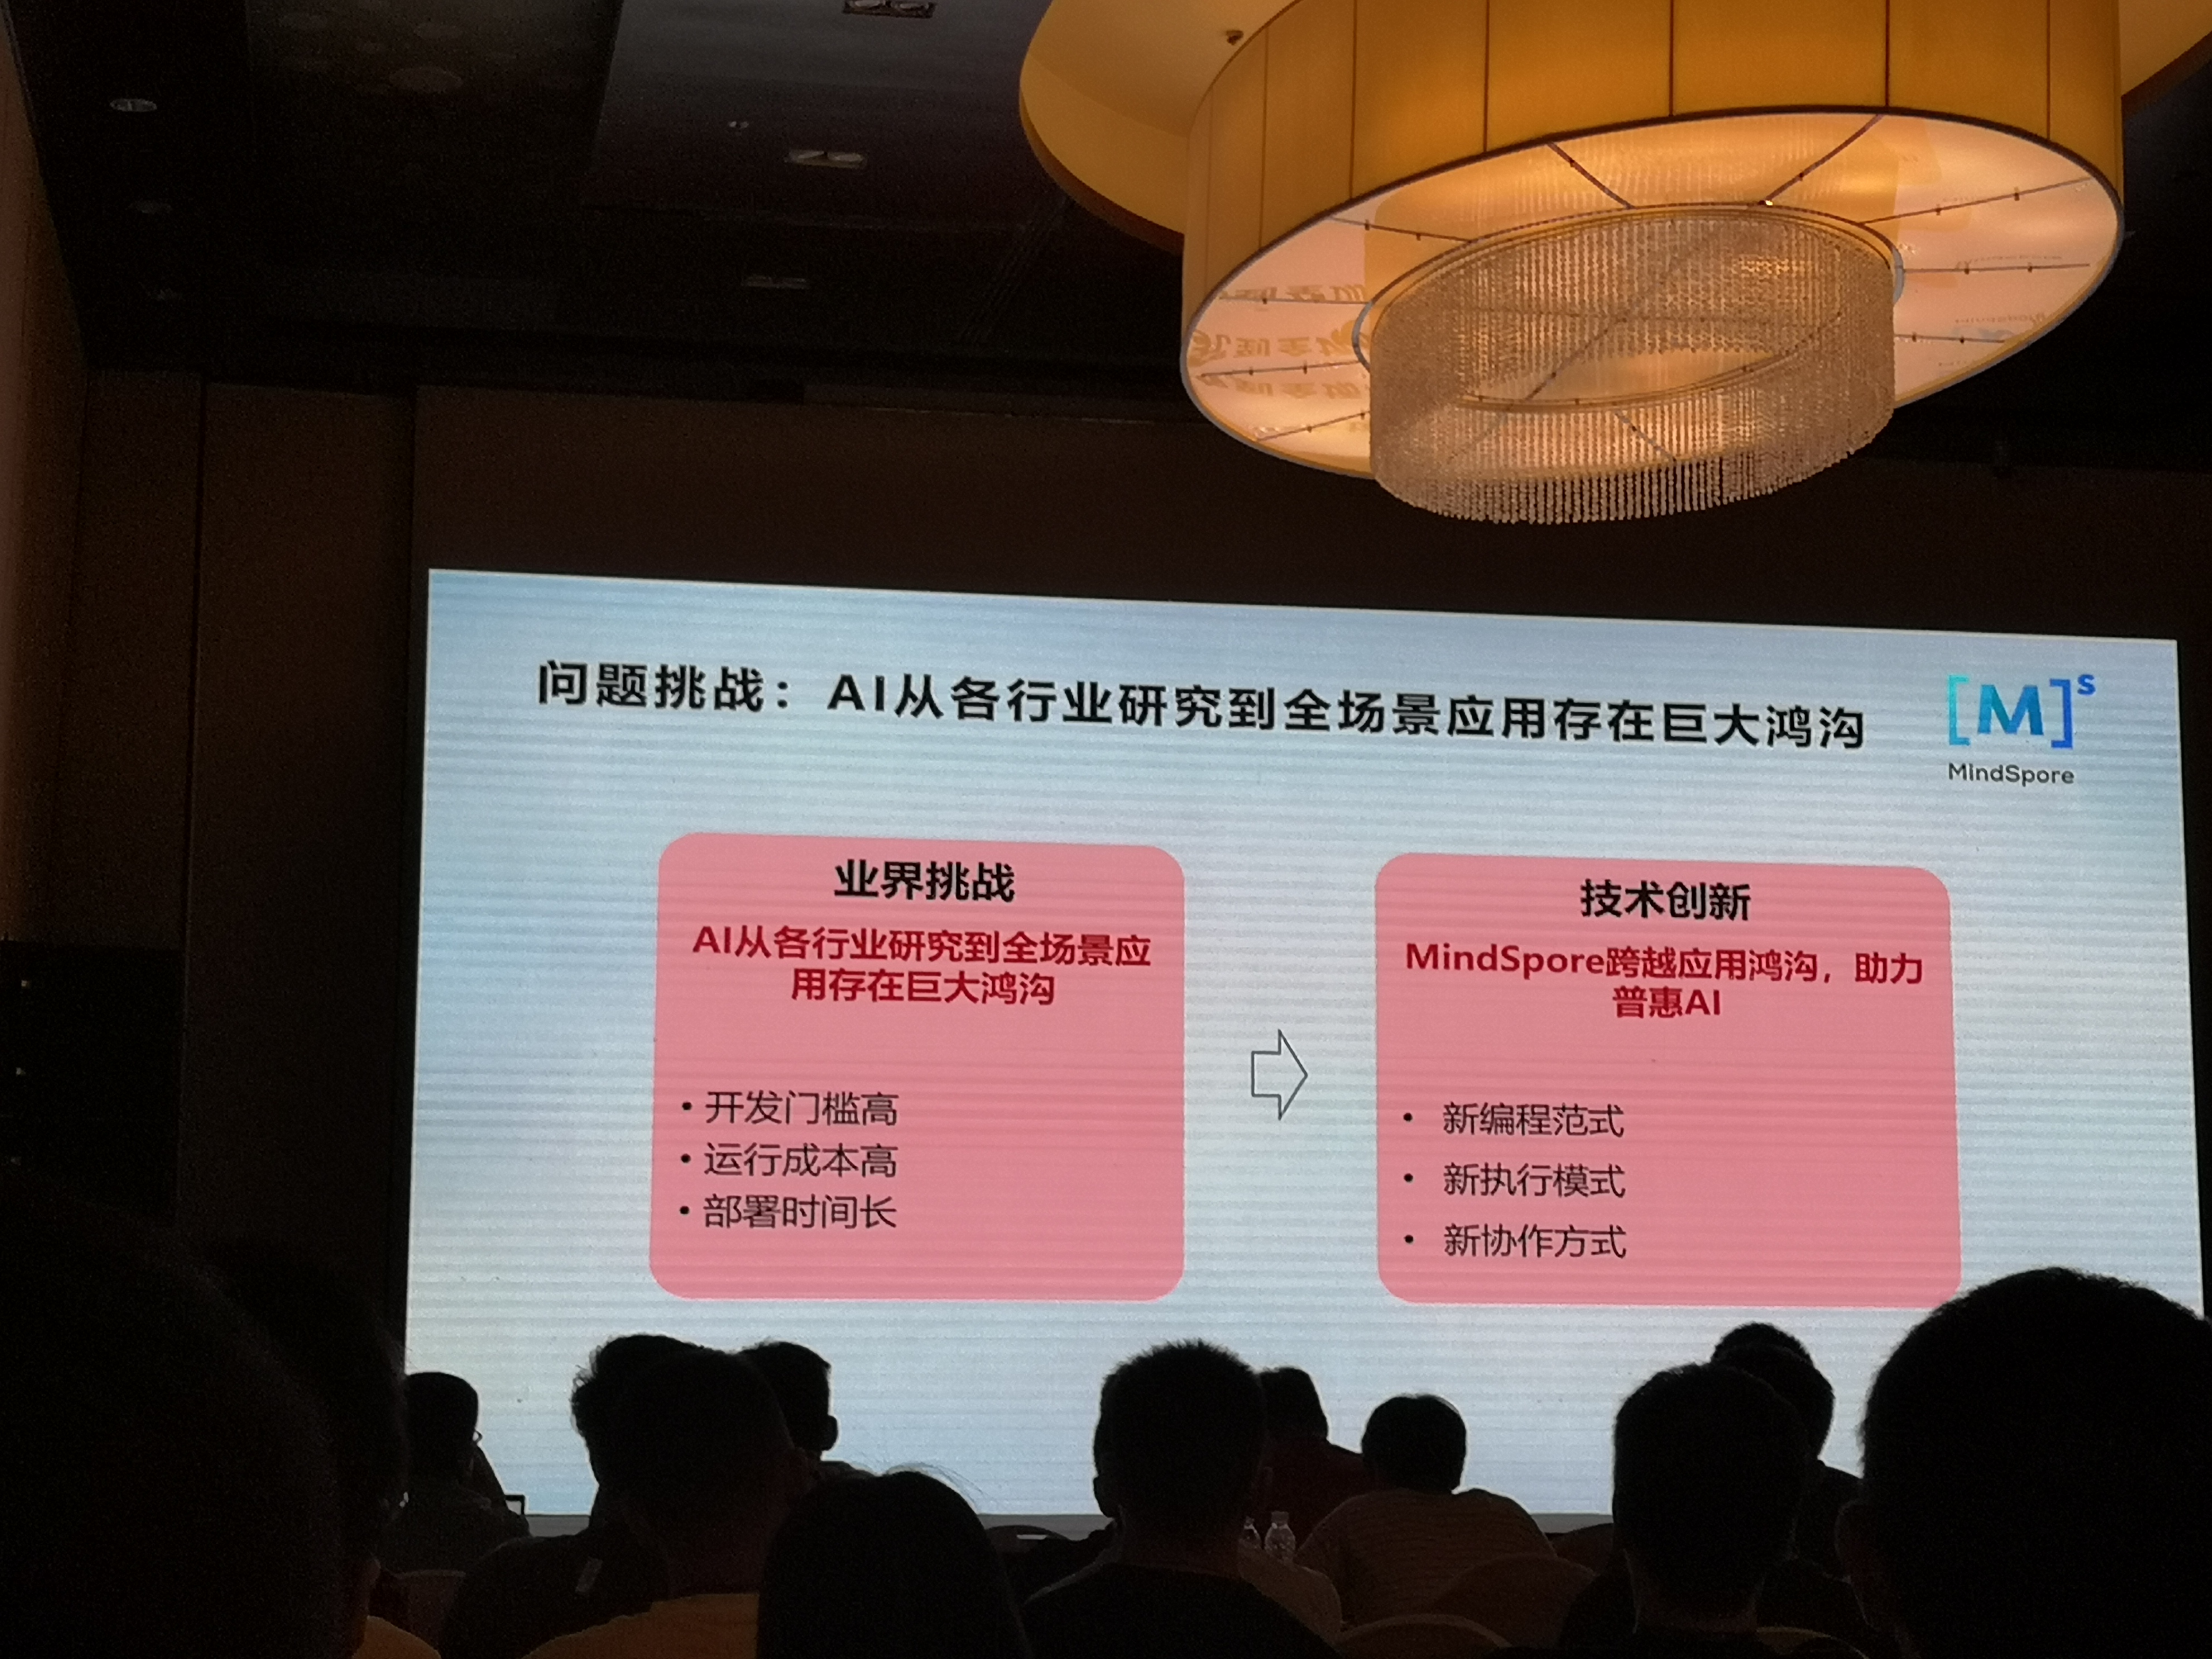 问题挑战：AI从各行业研究到全场景应用存在巨大鸿沟
[M]s
MindSpore
业界挑战
AI从各行业研究到全场景应
用存在巨大鸿沟
• 开发门槛高
• 运行成本高
• 部署时间长
技术创新
MindSpore跨越应用鸿沟，助力
普惠AI
• 新编程范式
• 新执行模式
• 新协作方式